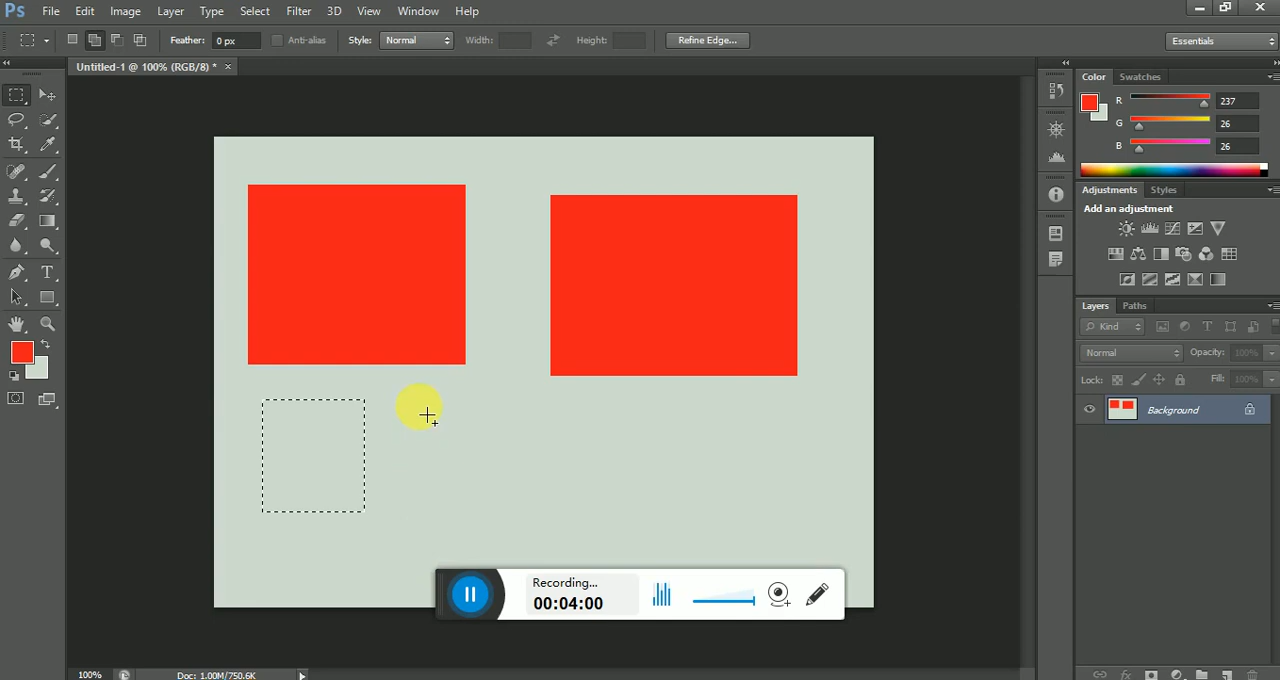 Ps File Edit Image Layer Type Select Filter 3D View Window Help
Feather: 0 px Anti-alias Style: Normal Width: Height: Refine Edge... Essentials
Untitled-1 @ 100% (RGB/8) * ×
Color Swatches
R 237
G 26
B 26
Adjustments Styles
Add an adjustment
Layers Paths
Kind
Normal Opacity: 100%
Lock: Fill: 100%
Background
Recording...
00:04:00
100% Doc: 1.00M/750.6K